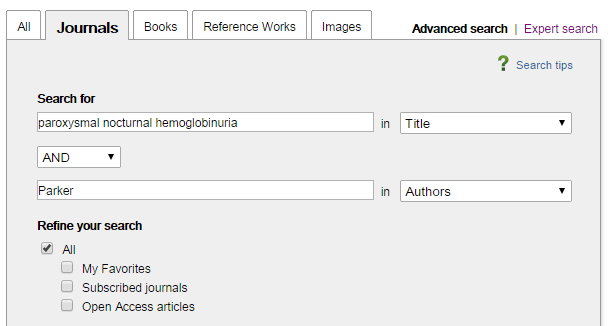 All Journals Books Reference Works Images Advanced search | Expert search
? Search tips
Search for
paroxysmal nocturnal hemoglobinuria in Title
AND
Parker in Authors
Refine your search
All
My Favorites
Subscribed journals
Open Access articles